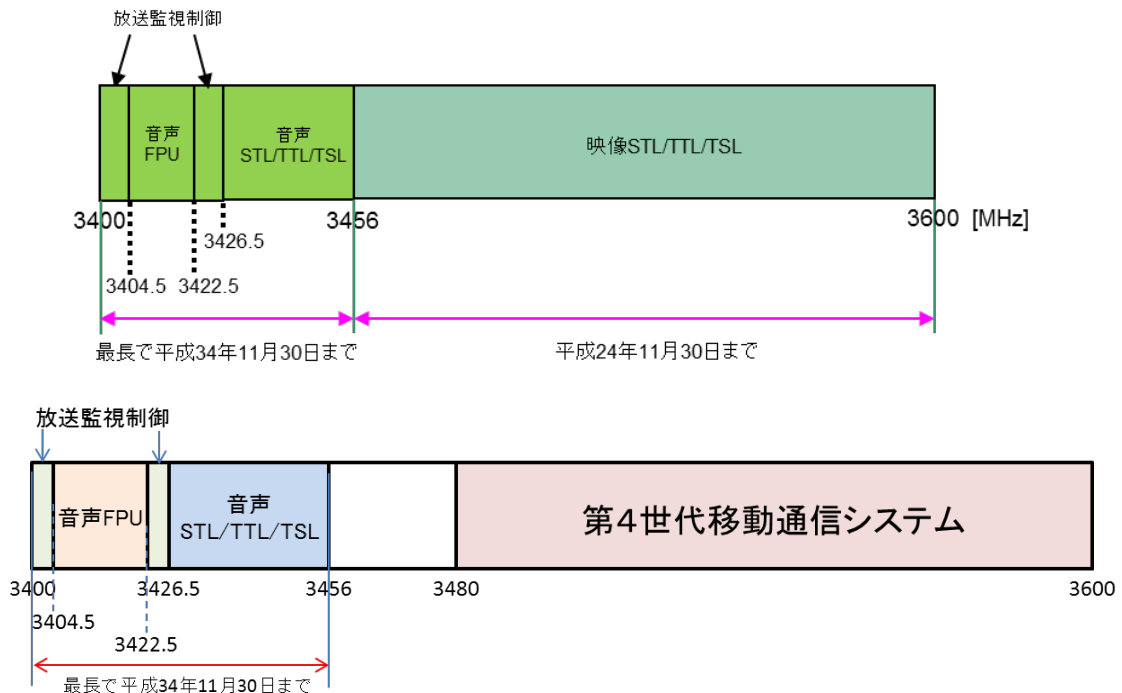 放送監視制御
音声
FPU
音声
STL/TTL/TSL
映像STL/TTL/TSL
3400
3456
3600 [MHz]
3426.5
3404.5
3422.5
最長で平成34年11月30日まで
平成24年11月30日まで
放送監視制御
音声FPU
音声
STL/TTL/TSL
第4世代移動通信システム
3400
3426.5
3456
3480
3600
3404.5
3422.5
最長で平成34年11月30日まで